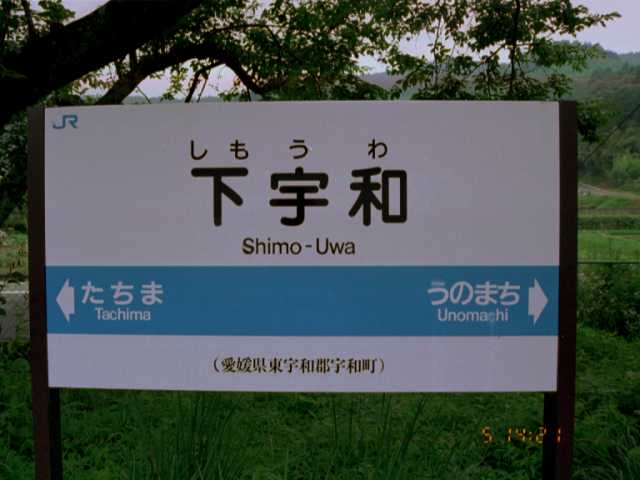 JR
しもうわ
下宇和
Shimo-Uwa
たちま
Tachima
うのまち
Unomachi
(愛媛県東宇和郡宇和町)
5 14:21